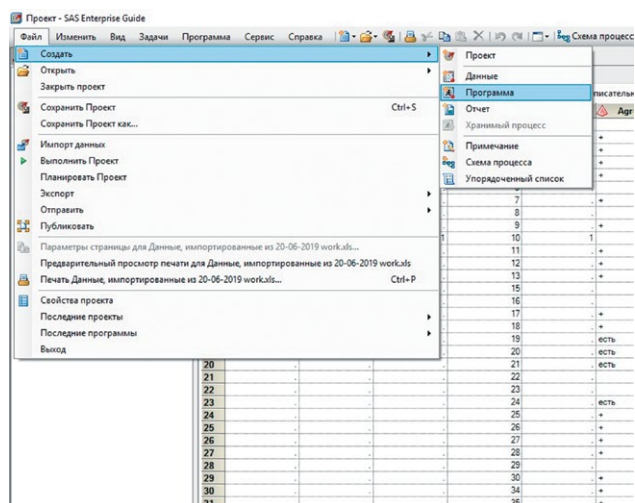 Проект - SAS Enterprise Guide
Файл Изменить Вид Задачи Программа Сервис Справка Схема процесс
Создать
Открыть
Закрыть проект
Сохранить Проект Ctrl+S
Сохранить Проект как...
Импорт данных
Выполнить Проект
Планировать Проект
Экспорт
Отправить
Публиковать
Параметры страницы для Данные, импортированные из 20-06-2019 work.xls...
Предварительный просмотр печати для Данные, импортированные из 20-06-2019 work.xls
Печать Данные, импортированные из 20-06-2019 work.xls... Ctrl+P
Свойства проекта
Последние проекты
Последние программы
Выход
Проект
Данные
Программа
Отчет
Хранимый процесс
Примечание
Схема процесса
Упорядоченный список
писательн
Agr
+
+
+
7 . +
8 .
9 . +
10 1
11 . +
12 . +
13 . +
15 .
16 .
17 . +
18 . +
19 . есть
20 . есть
20 . . . 21 . есть
21 . . . 22 .
22 . . . 23 .
23 . . . 24 . есть
24 . . . 25 . +
25 . . . 26 . +
26 . . . 27 . +
27 . . . 28 . +
28 . . . 29 .
29 . . . 30 . +
30 . . . 34 . +